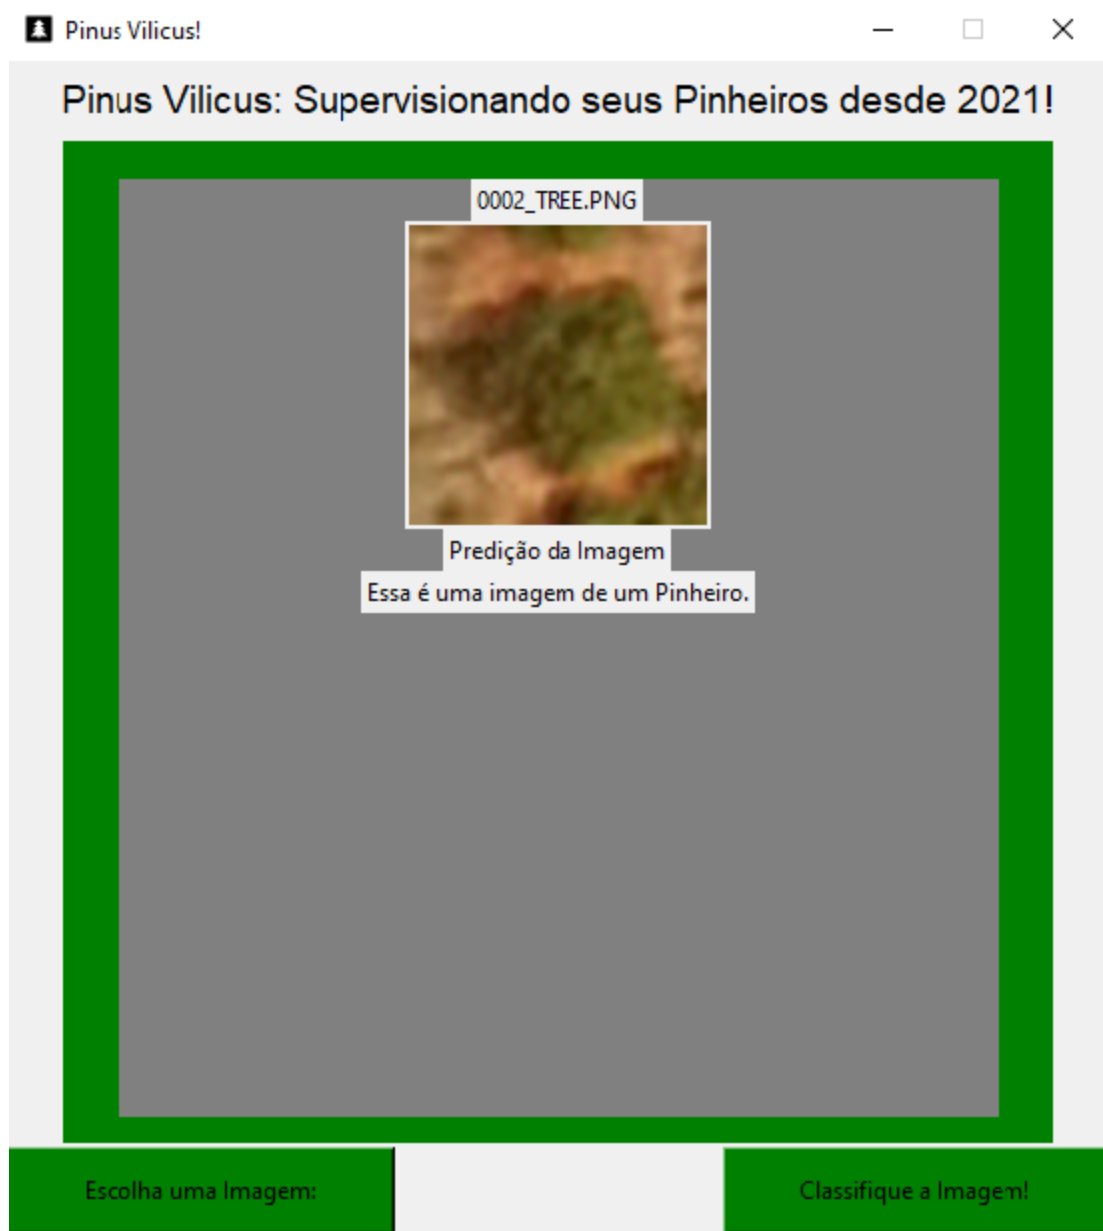 Pinus Vilicus!
Pinus Vilicus: Supervisionando seus Pinheiros desde 2021!
0002_TREE.PNG
Predição da Imagem
Essa é uma imagem de um Pinheiro.
Escolha uma Imagem:
Classifique a Imagem!